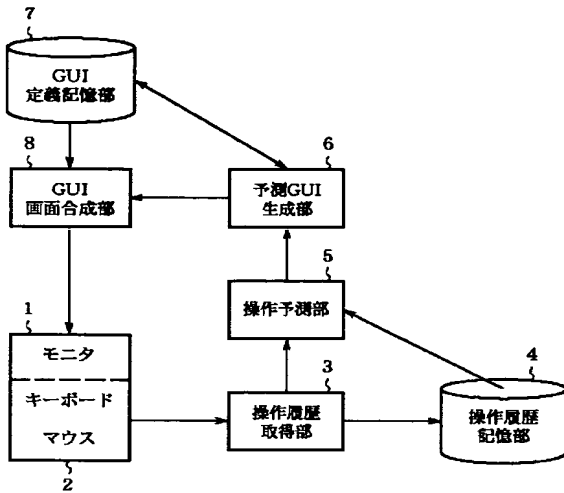 7
GUI
定義記憶部
8
GUI
画面合成部
6
予測GUI
生成部
5
操作予測部
1
モニタ
キーボード
マウス
2
3
操作履歴
取得部
4
操作履歴
記憶部